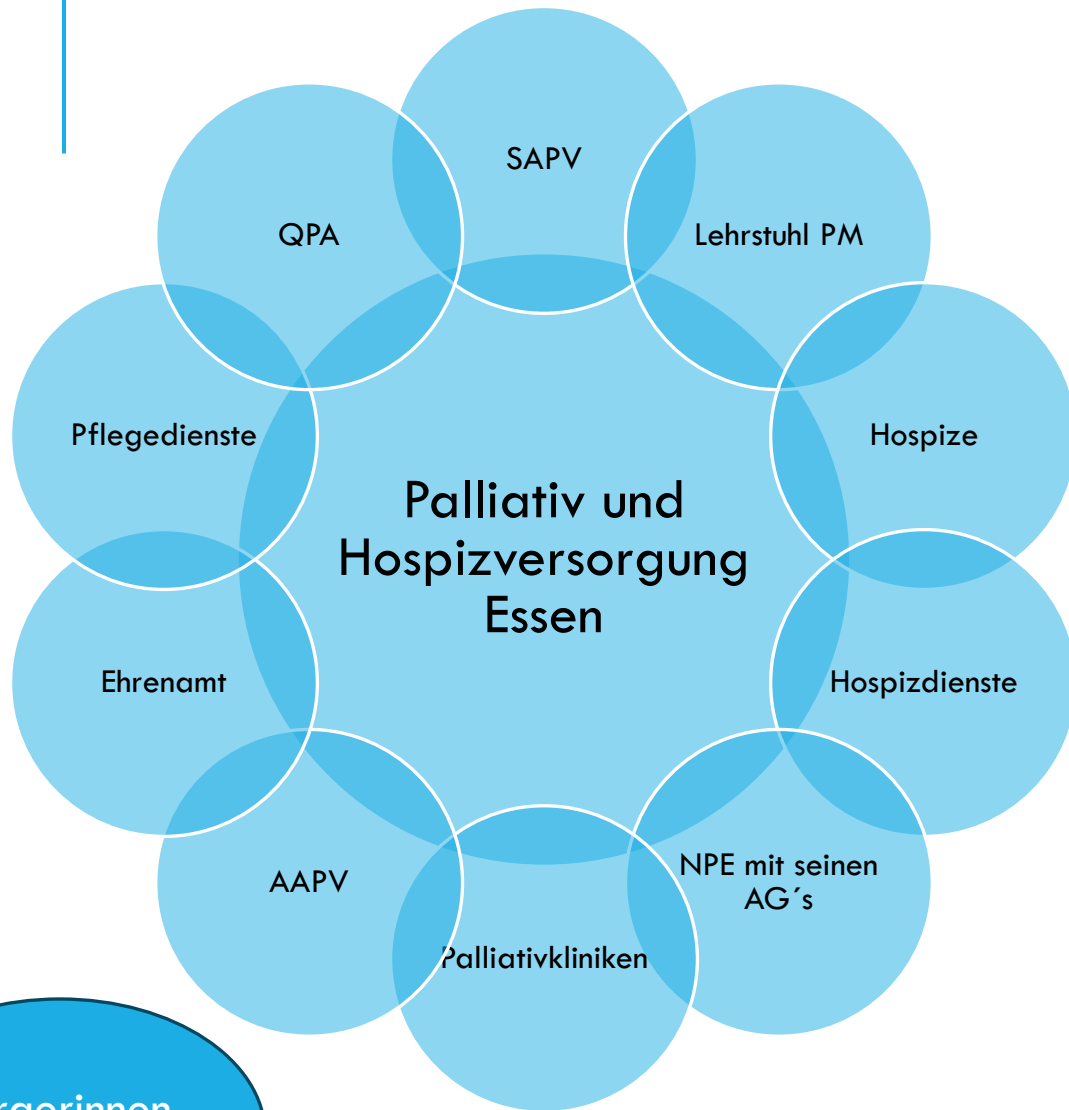 SAPV
Lehrstuhl PM
Hospize
Hospizdienste
NPE mit seinen
AG´s
Palliativkliniken
AAPV
Ehrenamt
Pflegedienste
QPA
Palliativ und
Hospizversorgung
Essen